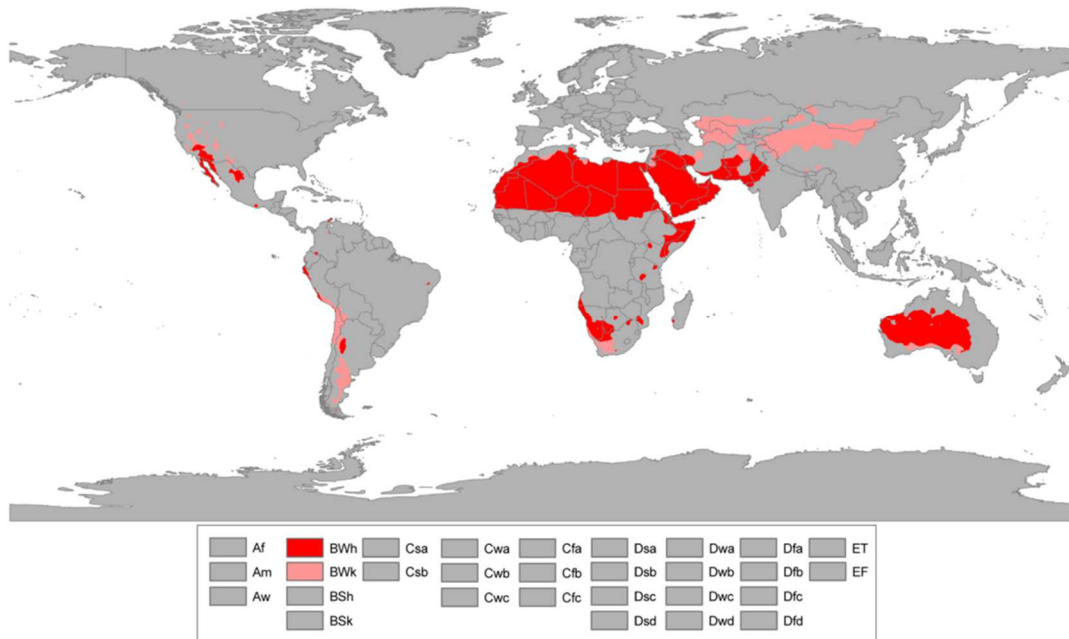 Af BWh Csa Cwa Cfa Dsa Dwa Dfa ET
Am BWk Csb Cwb Cfb Dsb Dwb Dfb EF
Aw BSh Cwc Cfc Dsc Dwc Dfc
BSk Dsd Dwd Dfd